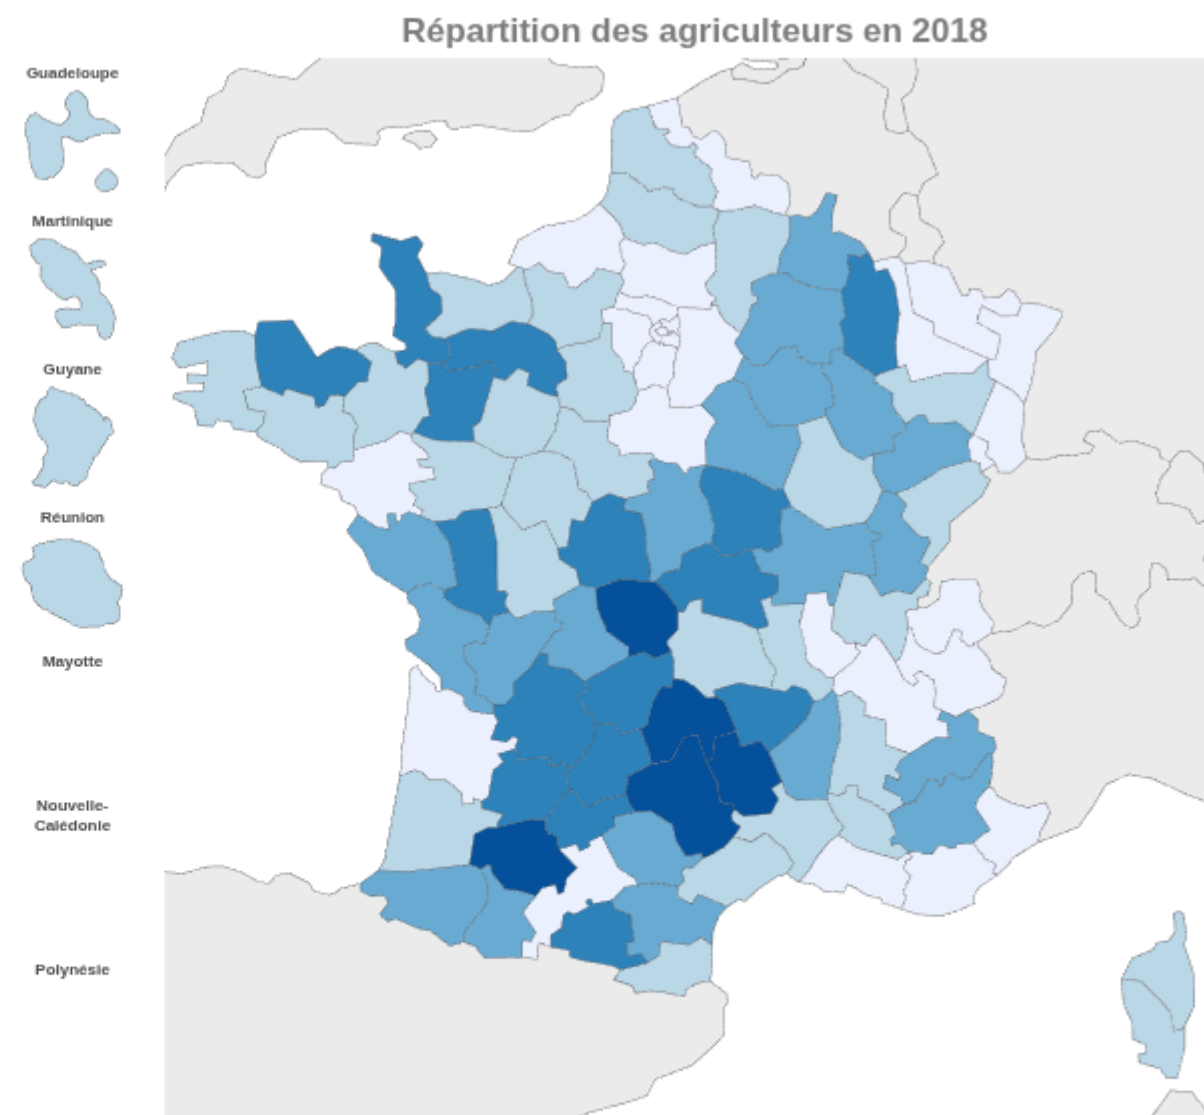 Répartition des agriculteurs en 2018
Guadeloupe
Martinique
Guyane
Réunion
Mayotte
Nouvelle-
Calédonie
Polynésie